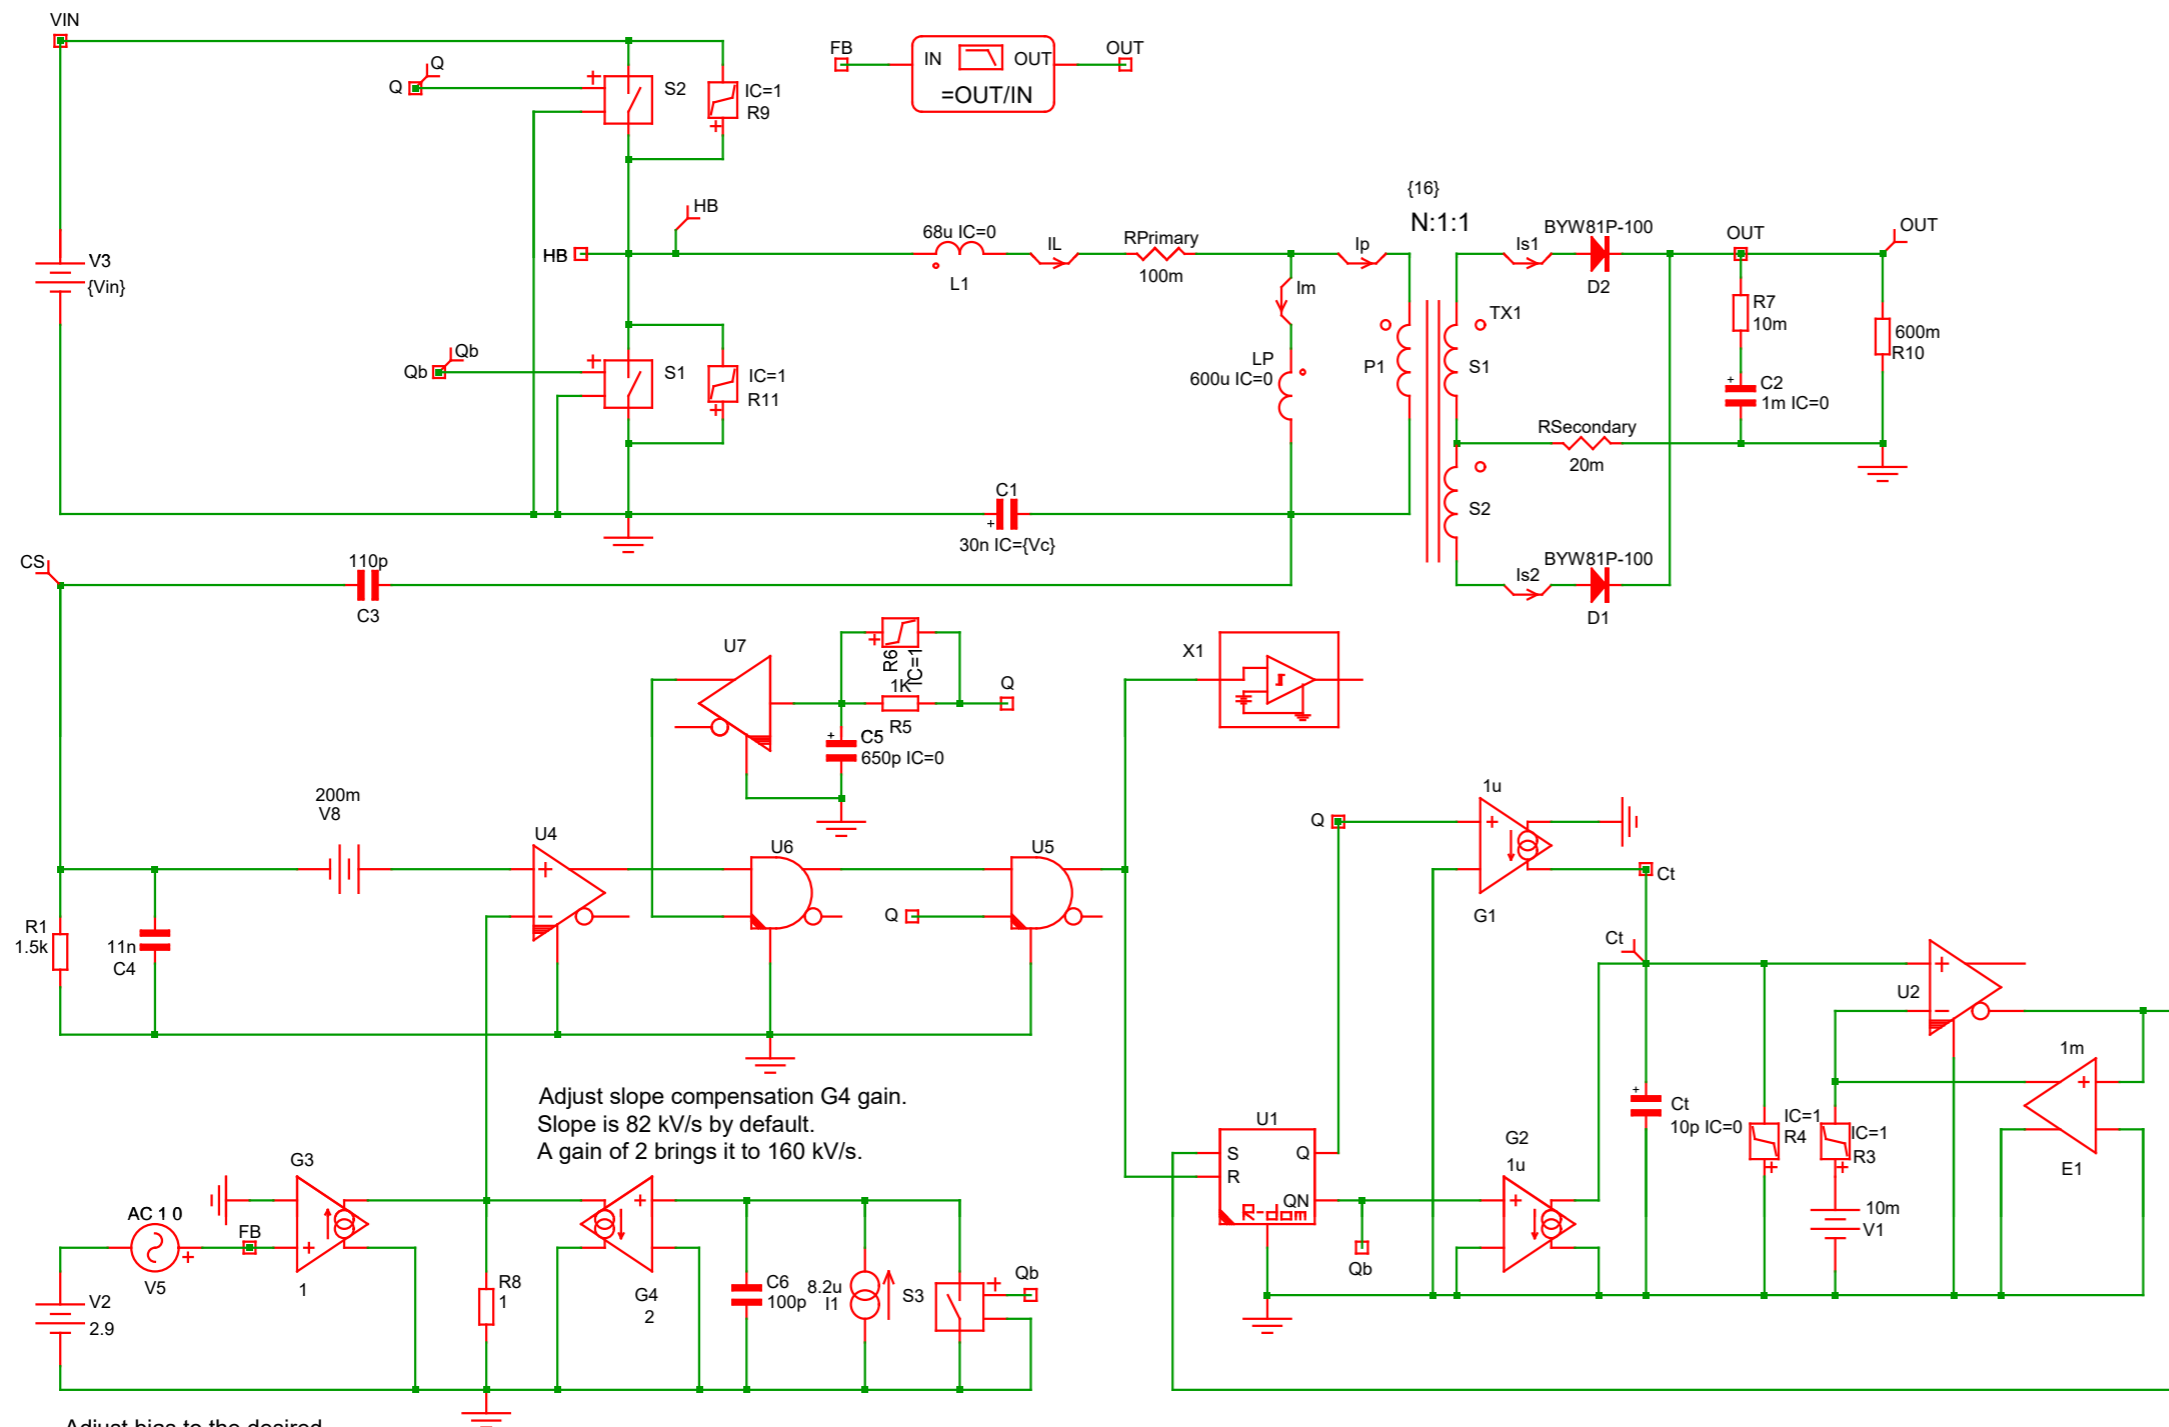 VIN
Q
Q
S2
IC=1
R9
FB
IN
OUT
=OUT/IN
OUT
V3
{Vin}
HB
HB
68u IC=0
L1
IL
RPrimary
100m
Ip
{16}
N:1:1
Is1
BYW81P-100
D2
OUT
OUT
R7
10m
600m
R10
Im
TX1
P1
S1
LP
600u IC=0
C2
1m IC=0
Qb
Qb
S1
IC=1
R11
RSecondary
20m
S2
C1
30n IC={Vc}
BYW81P-100
Is2
D1
CS
110p
C3
U7
R6
IC=1
1K
R5
Q
C5
650p IC=0
X1
200m
V8
U4
U6
U5
Q
R1
1.5k
11n
C4
Q
1u
G1
Ct
Ct
U2
1m
E1
Ct
10p IC=0
IC=1
R4
IC=1
R3
10m
V1
Adjust slope compensation G4 gain.
Slope is 82 kV/s by default.
A gain of 2 brings it to 160 kV/s.
U1
S
R
Q
QN
R-dom
Qb
G2
1u
G3
1
AC 1 0
V5
FB
V2
2.9
R8
1
G4
2
C6
100p
8.2u
I1
S3
Qb
Adjust bias to the desired